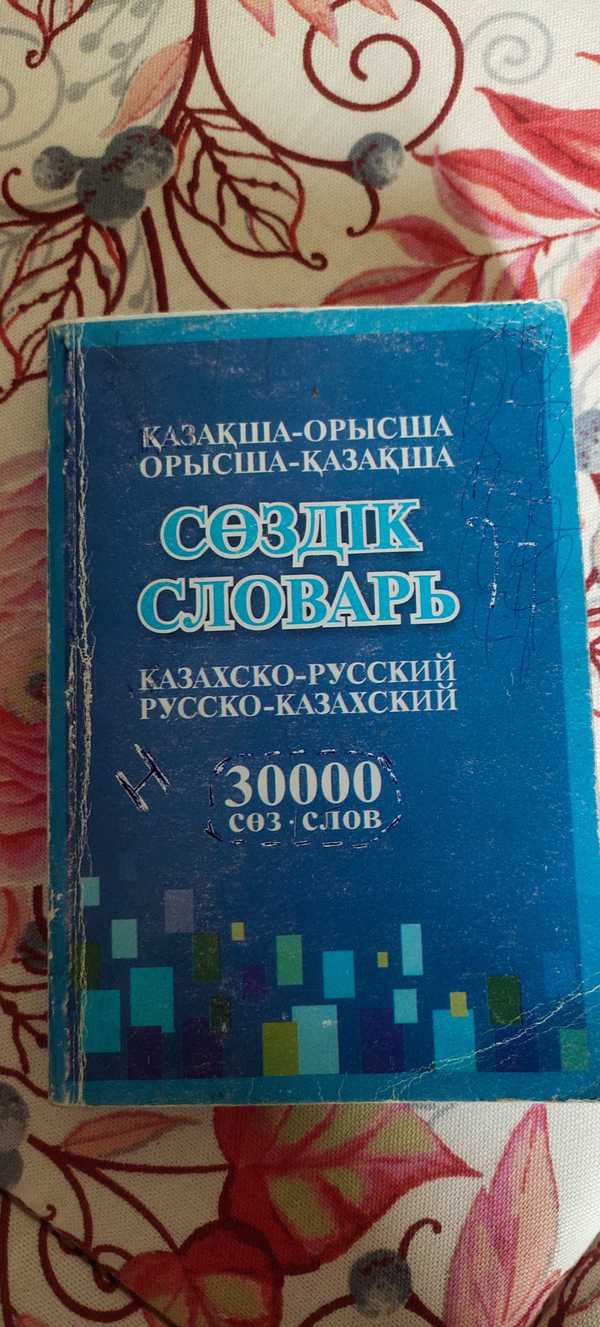 ҚАЗАҚША-ОРЫСША
ОРЫСША-ҚАЗАҚША
СӨЗДІК
СЛОВАРЬ
КАЗАХСКО-РУССКИЙ
РУССКО-КАЗАХСКИЙ
Н
30000
СӨЗ · СЛОВ